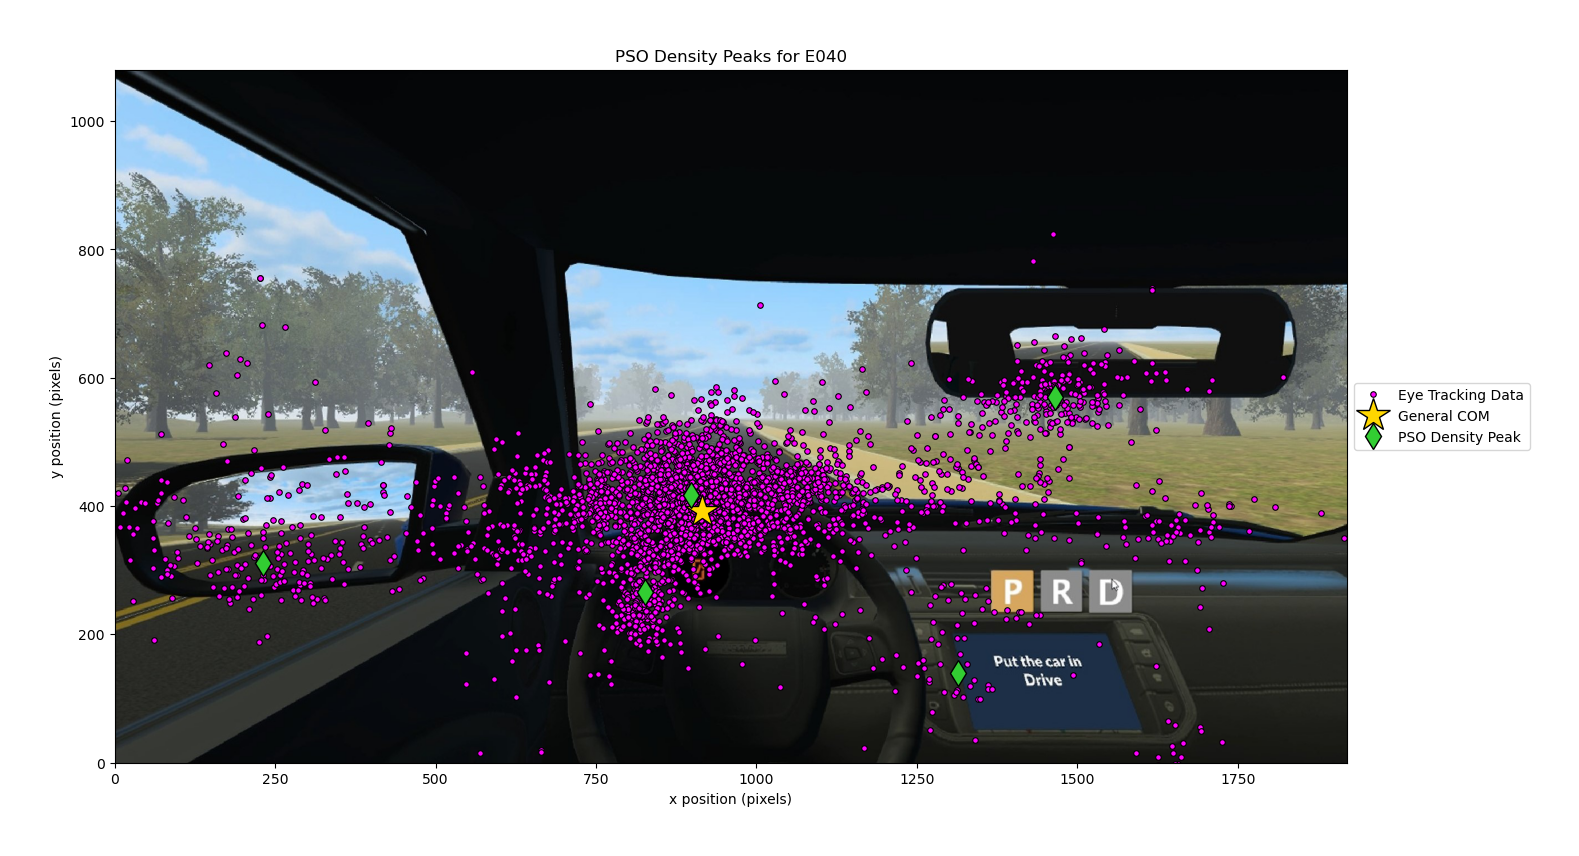 PSO Density Peaks for E040
1000
800
600
400
200
0
y position (pixels)
0 250 500 750 1000 1250 1500 1750
x position (pixels)
Eye Tracking Data
General COM
PSO Density Peak
P R D
Put the car in
Drive